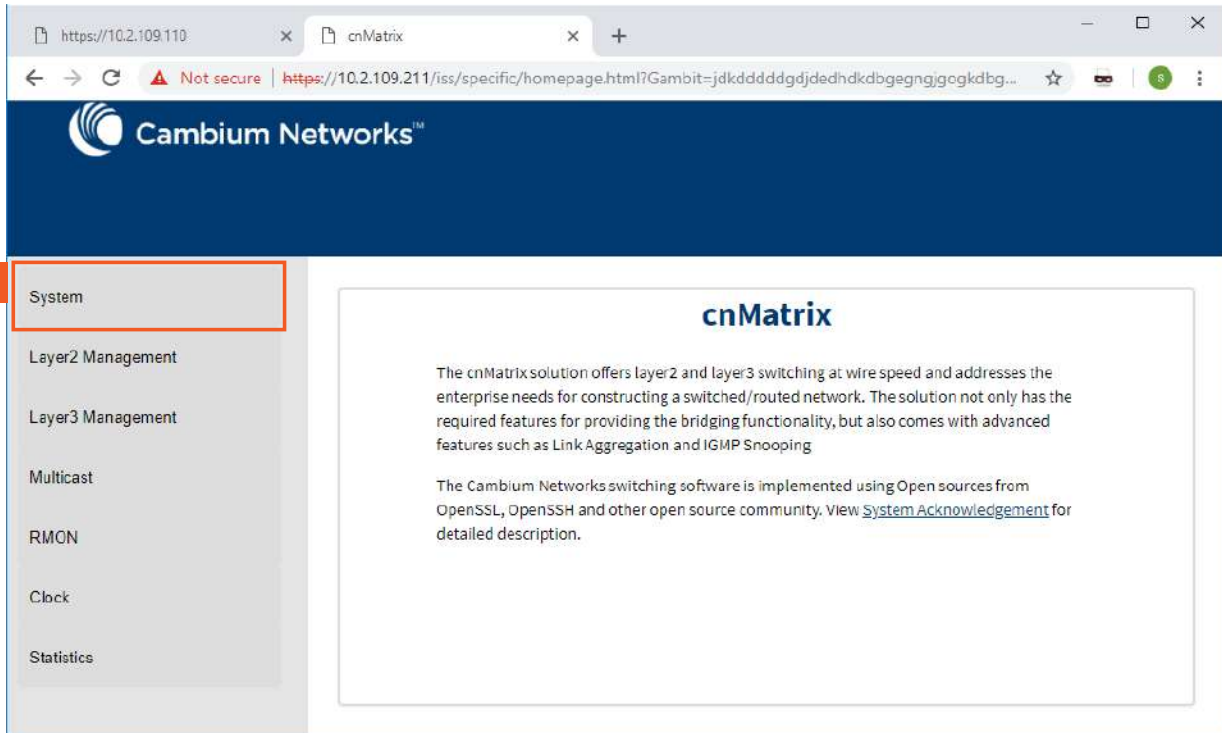 https://10.2.109.110
cnMatrix
Not secure | https://10.2.109.211/iss/specific/homepage.html?Gambit=jdkdddddgdjdedhdkdbgegngjgogkdbg...
S
Cambium Networks™
System
Layer2 Management
Layer3 Management
Multicast
RMON
Clock
Statistics
cnMatrix
The cnMatrix solution offers layer2 and layer3 switching at wire speed and addresses the
enterprise needs for constructing a switched/routed network. The solution not only has the
required features for providing the bridging functionality, but also comes with advanced
features such as Link Aggregation and IGMP Snooping
The Cambium Networks switching software is implemented using Open sources from
OpenSSL, OpenSSH and other open source community. View System Acknowledgement for
detailed description.